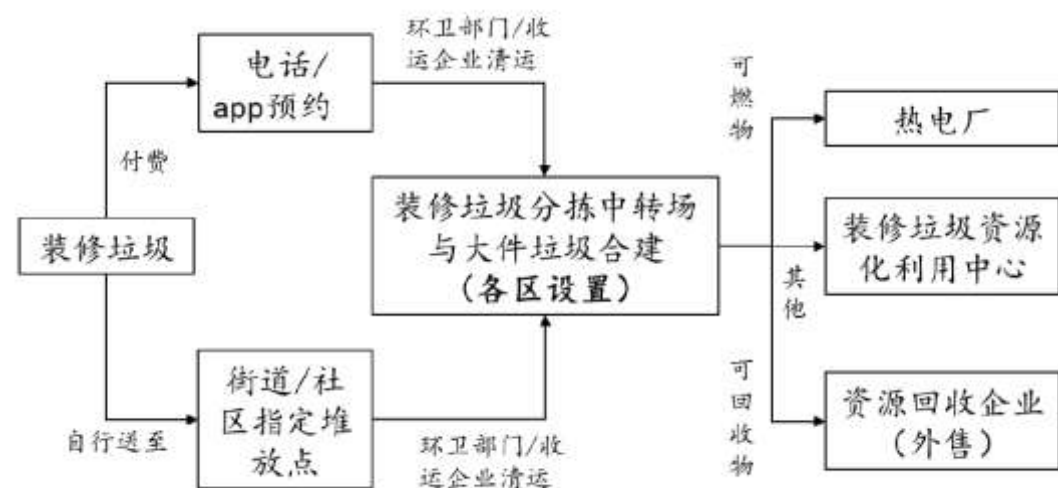 环卫部门/收
运企业清运
电话/
app预约
付费
装修垃圾
自行送至
街道/社
区指定堆
放点
环卫部门/收
运企业清运
装修垃圾分拣中转场
与大件垃圾合建
（各区设置）
可燃物
热电厂
其他
装修垃圾资源
化利用中心
可回收物
资源回收企业
（外售）